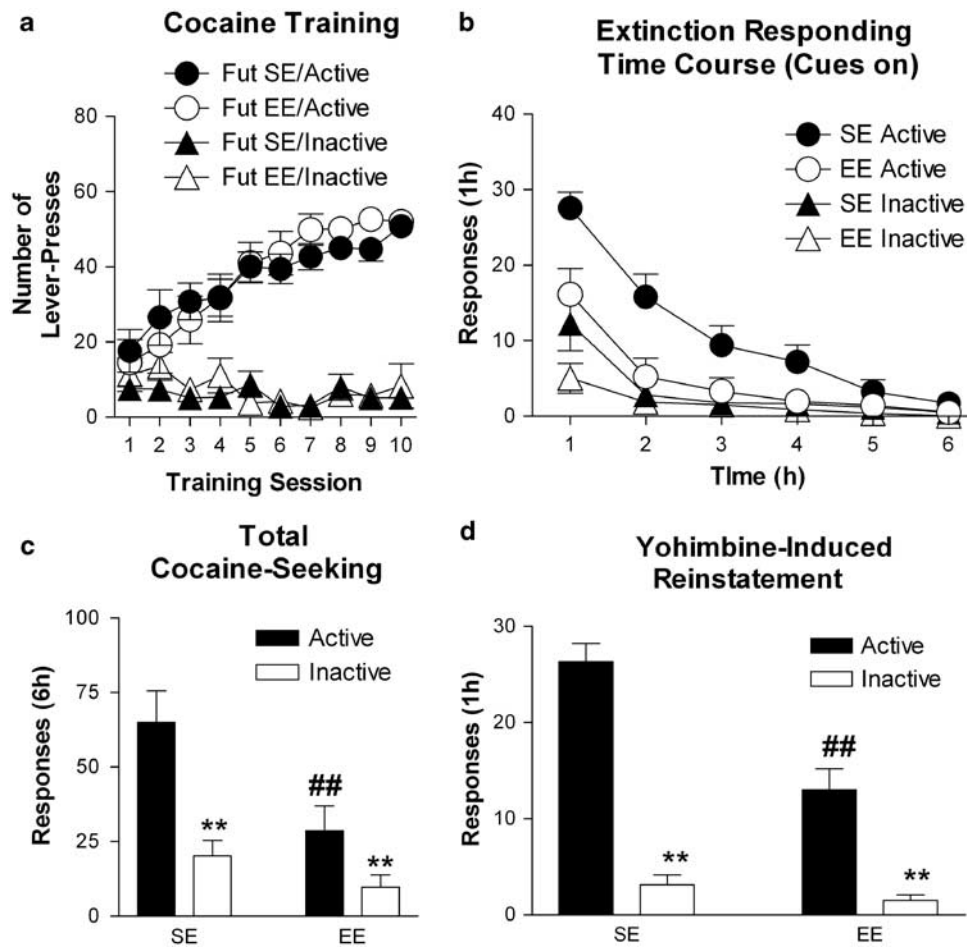 a
Cocaine Training
Fut SE/Active
Fut EE/Active
Fut SE/Inactive
Fut EE/Inactive
80
60
40
20
0
Number of
Lever-Presses
1 2 3 4 5 6 7 8 9 10
Training Session
b
Extinction Responding
Time Course (Cues on)
SE Active
EE Active
SE Inactive
EE Inactive
40
30
20
10
0
Responses (1h)
1 2 3 4 5 6
TIme (h)
c
Total
Cocaine-Seeking
Active
Inactive
100
75
50
25
0
Responses (6h)
**
##
**
SE EE
d
Yohimbine-Induced
Reinstatement
Active
Inactive
30
20
10
0
Responses (1h)
**
##
**
SE EE